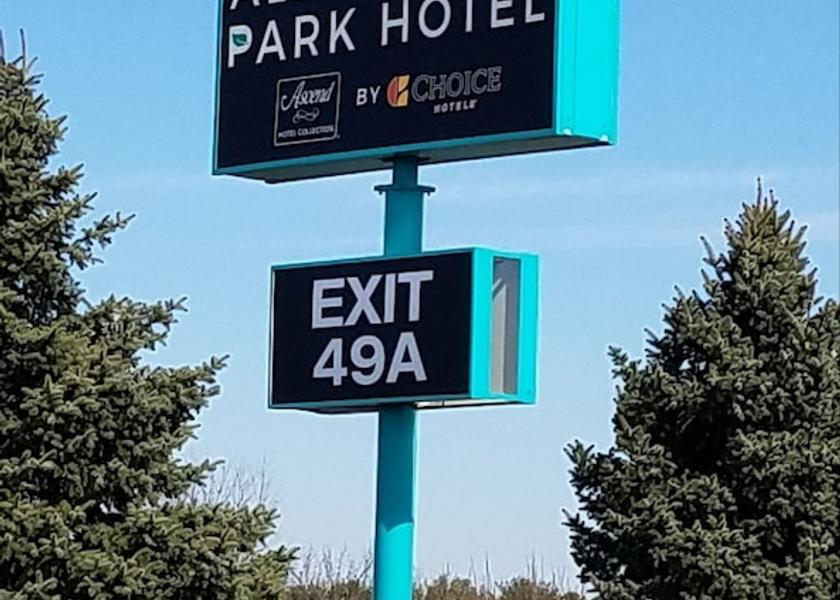 PARK HOTEL
Ascend
HOTEL COLLECTION
BY CHOICE
HOTELS
EXIT
49A